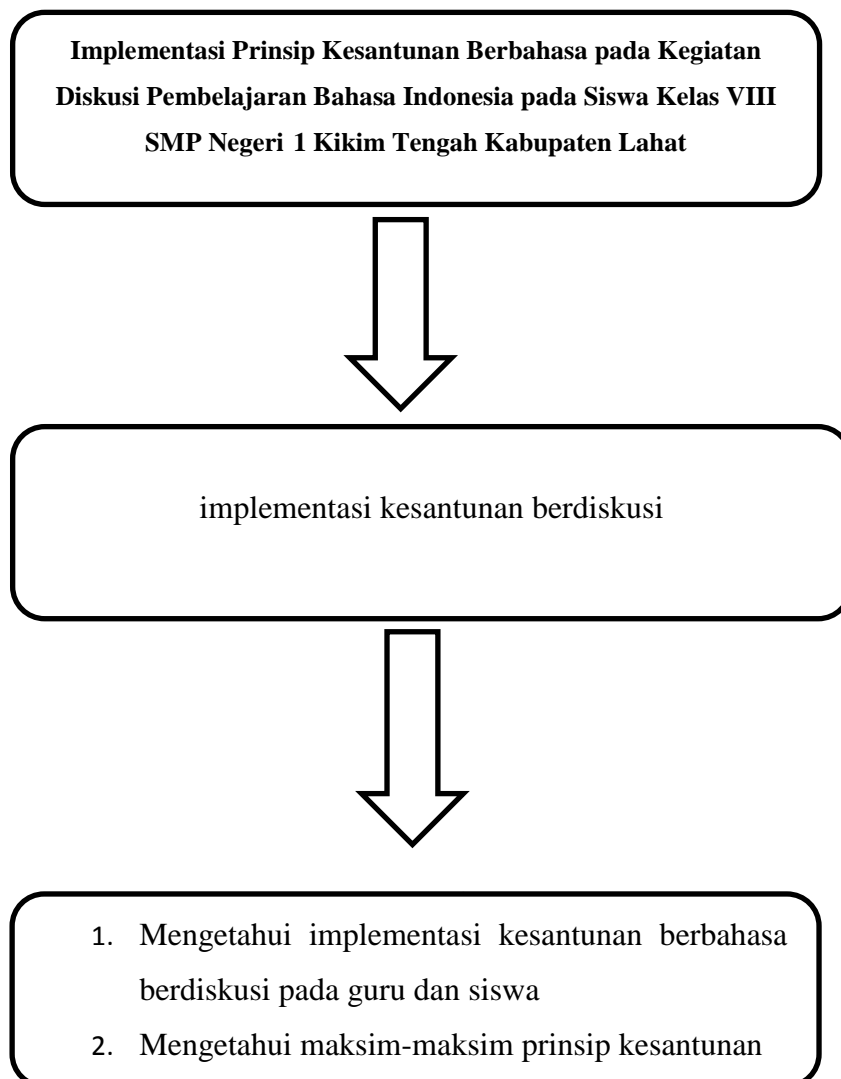 Implementasi Prinsip Kesantunan Berbahasa pada Kegiatan
Diskusi Pembelajaran Bahasa Indonesia pada Siswa Kelas VIII
SMP Negeri 1 Kikim Tengah Kabupaten Lahat
implementasi kesantunan berdiskusi
1. Mengetahui implementasi kesantunan berbahasa
berdiskusi pada guru dan siswa
2. Mengetahui maksim-maksim prinsip kesantunan